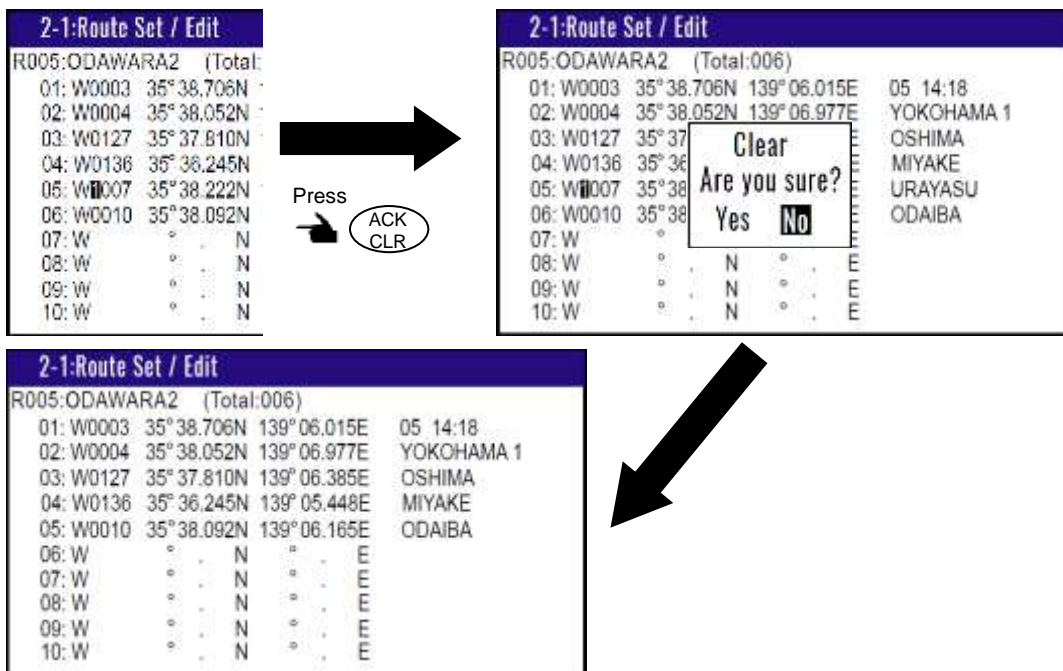 2-1:Route Set / Edit
R005:ODAWARA2 (Total:
01: W0003 35°38.706N
02: W0004 35°38.052N
03: W0127 35°37.810N
04: W0136 35°36.245N
05: W1007 35°38.222N
06: W0010 35°38.092N
07: W ° . N
08: W ° . N
09: W ° . N
10: W ° . N
Press
ACK
CLR
2-1:Route Set / Edit
R005:ODAWARA2 (Total:006)
01: W0003 35°38.706N 139°06.015E 05 14:18
02: W0004 35°38.052N 139°06.977E YOKOHAMA 1
03: W0127 35°37 E OSHIMA
04: W0136 35°36 E MIYAKE
05: W1007 35°38 E URAYASU
06: W0010 35°38 E ODAIBA
07: W ° E
08: W ° . N ° . E
09: W ° . N ° . E
10: W ° . N ° . E
Clear
Are you sure?
Yes No
2-1:Route Set / Edit
R005:ODAWARA2 (Total:006)
01: W0003 35°38.706N 139°06.015E 05 14:18
02: W0004 35°38.052N 139°06.977E YOKOHAMA 1
03: W0127 35°37.810N 139°06.385E OSHIMA
04: W0136 35°36.245N 139°05.448E MIYAKE
05: W0010 35°38.092N 139°06.165E ODAIBA
06: W ° . N ° . E
07: W ° . N ° . E
08: W ° . N ° . E
09: W ° . N ° . E
10: W ° . N ° . E